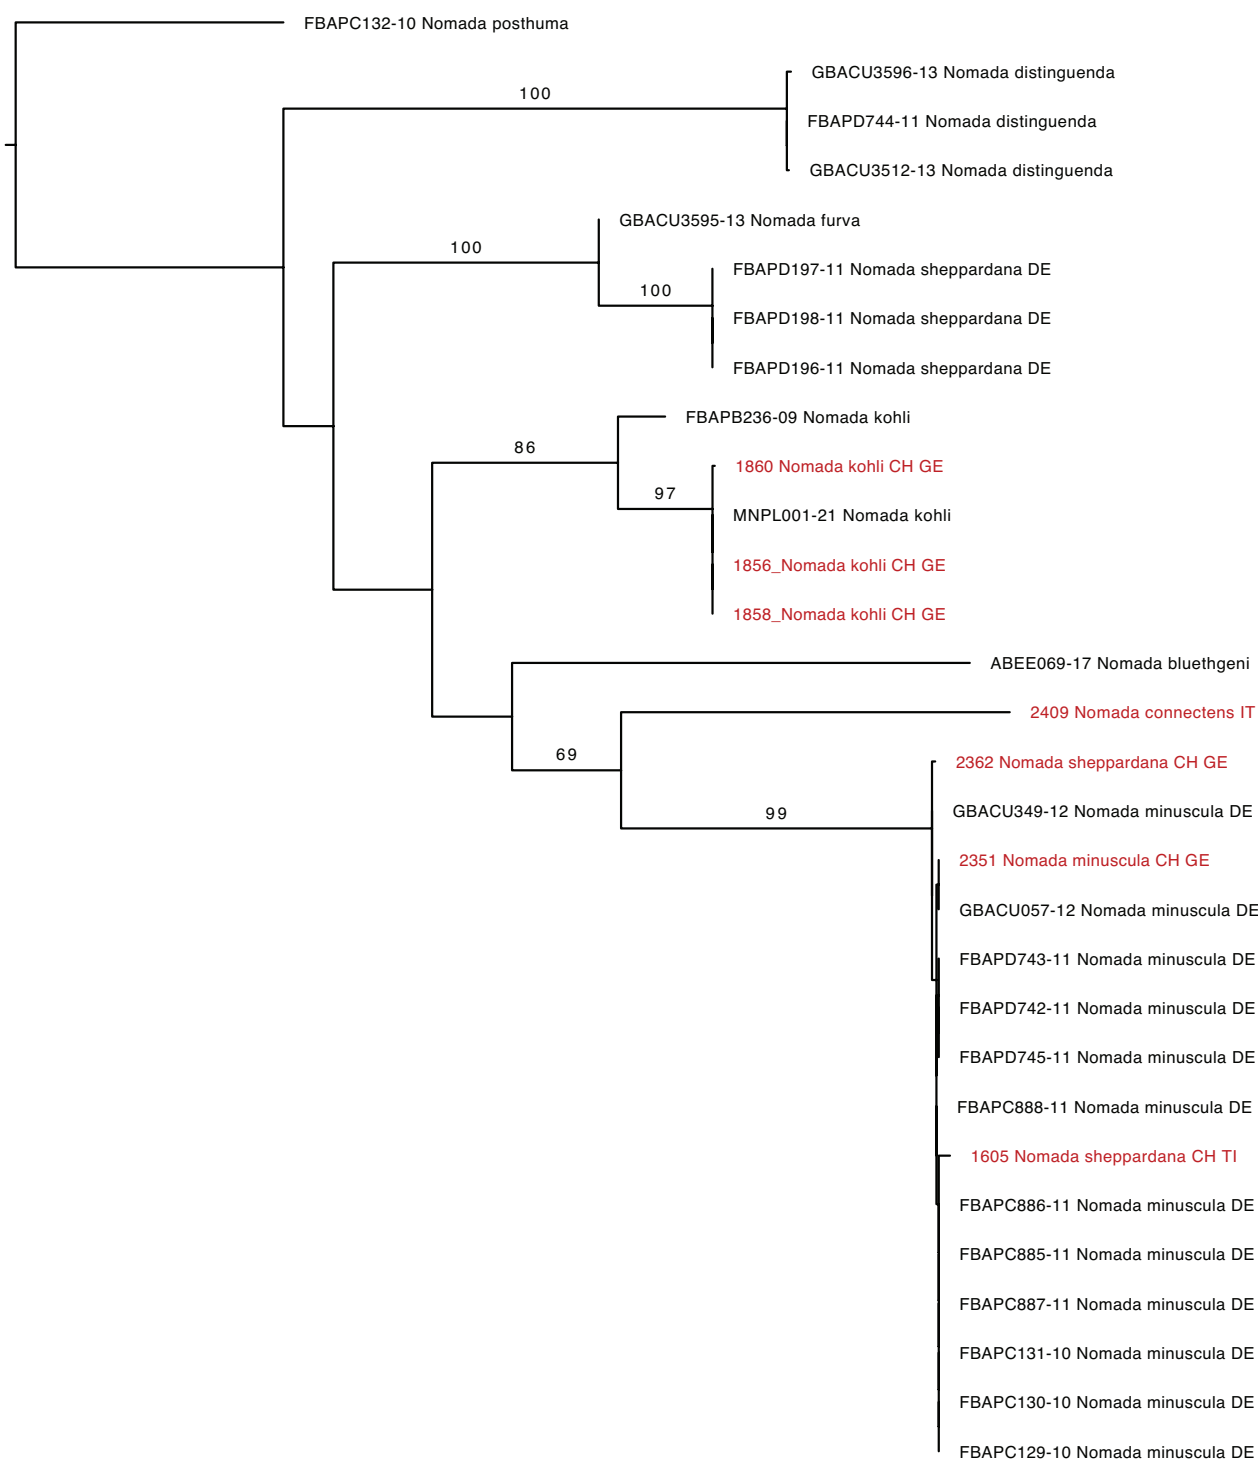 FBAPC132-10 Nomada posthuma
GBACU3596-13 Nomada distinguenda
100
FBAPD744-11 Nomada distinguenda
GBACU3512-13 Nomada distinguenda
GBACU3595-13 Nomada furva
100
FBAPD197-11 Nomada sheppardana DE
100
FBAPD198-11 Nomada sheppardana DE
FBAPD196-11 Nomada sheppardana DE
FBAPB236-09 Nomada kohli
86
1860 Nomada kohli CH GE
97
MNPL001-21 Nomada kohli
1856_Nomada kohli CH GE
1858_Nomada kohli CH GE
ABEE069-17 Nomada bluethgeni
2409 Nomada connectens IT
69
2362 Nomada sheppardana CH GE
GBACU349-12 Nomada minuscula DE
99
2351 Nomada minuscula CH GE
GBACU057-12 Nomada minuscula DE
FBAPD743-11 Nomada minuscula DE
FBAPD742-11 Nomada minuscula DE
FBAPD745-11 Nomada minuscula DE
FBAPC888-11 Nomada minuscula DE
1605 Nomada sheppardana CH TI
FBAPC886-11 Nomada minuscula DE
FBAPC885-11 Nomada minuscula DE
FBAPC887-11 Nomada minuscula DE
FBAPC131-10 Nomada minuscula DE
FBAPC130-10 Nomada minuscula DE
FBAPC129-10 Nomada minuscula DE